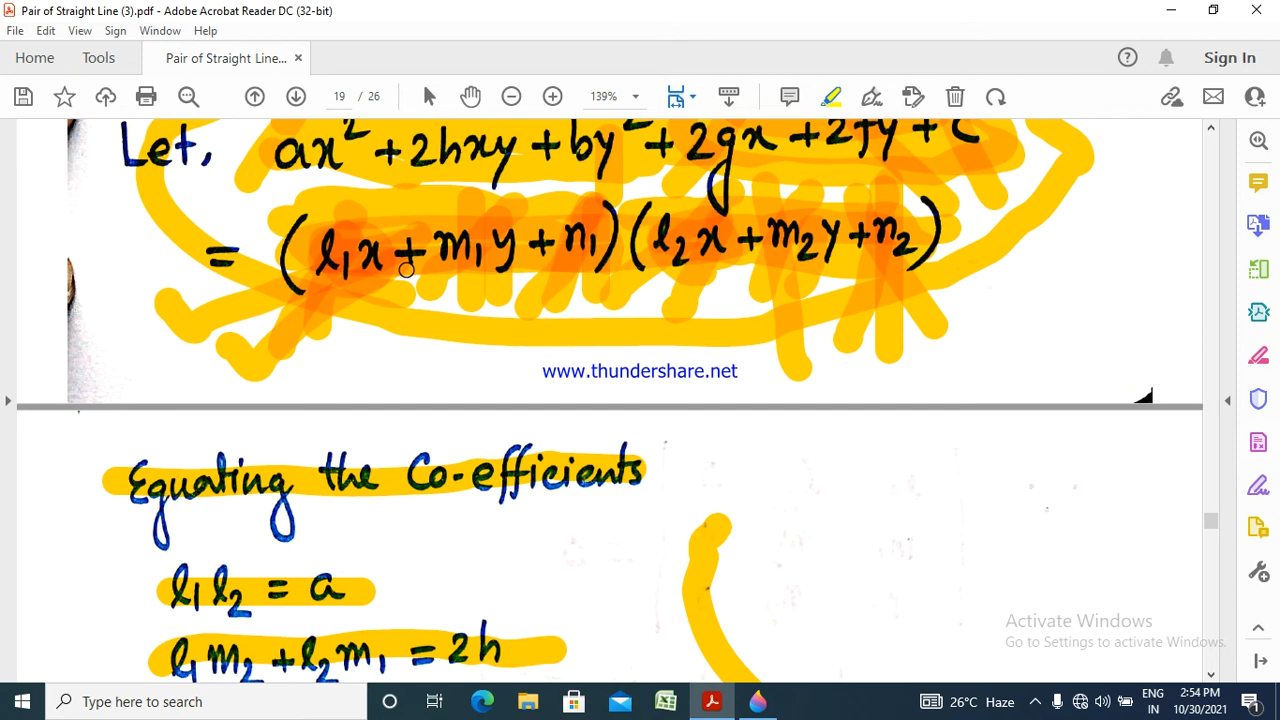 Pair of Straight Line (3).pdf - Adobe Acrobat Reader DC (32-bit)
File Edit View Sign Window Help
Home Tools Pair of Straight Line... × Sign In
19 / 26 139%
Let, ax² + 2hxy + by² + 2gx + 2fy + c
= (l₁x + m₁y + n₁) (l₂x + m₂y + n₂)
www.thundershare.net
Equating the Co-efficients
l₁l₂ = a
l₁m₂ + l₂m₁ = 2h
Activate Windows
Go to Settings to activate Windows.
Type here to search
26°C Haze
ENG
IN
2:54 PM
10/30/2021
1